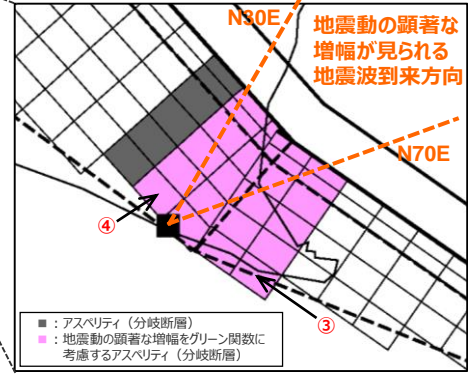 N30E
地震動の顕著な
増幅が見られる
地震波到来方向
N70E
④
③
■：アスペリティ（分岐断層）
■：地震動の顕著な増幅をグリーン関数に
考慮するアスペリティ（分岐断層）